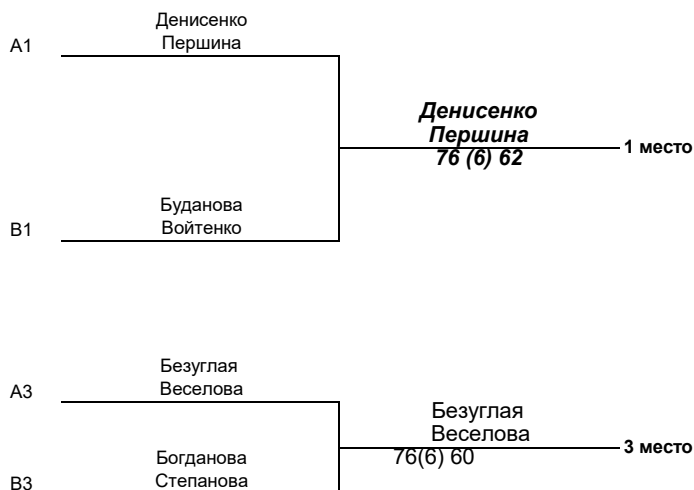 Денисенко
A1 Першина
Денисенко
Першина
76 (6) 62
1 место
Буданова
B1 Войтенко
Безуглая
A3 Веселова
Безуглая
Веселова
76(6) 60
3 место
Богданова
B3 Степанова